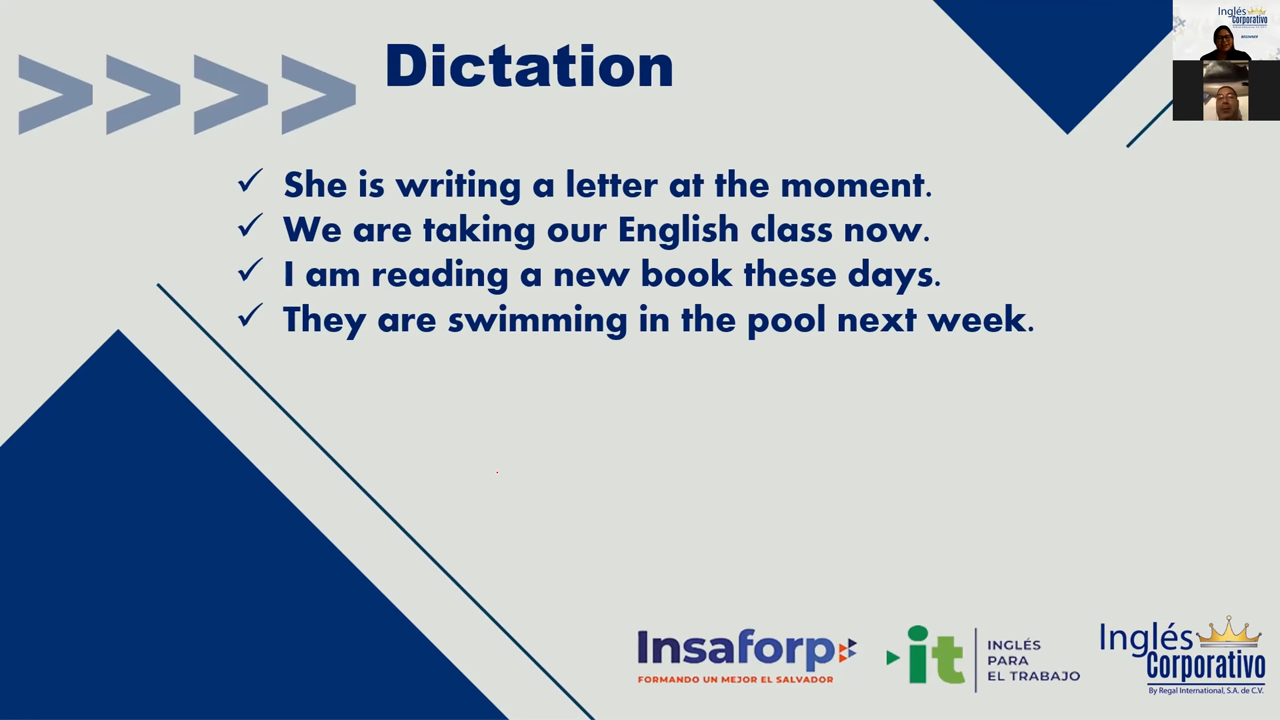 Dictation
She is writing a letter at the moment.
We are taking our English class now.
I am reading a new book these days.
They are swimming in the pool next week.
Insaforp
FORMANDO UN MEJOR EL SALVADOR
it
INGLÉS
PARA
EL TRABAJO
Inglés
Corporativo
By Regal International, S.A. de C.V.
Inglés
Corporativo